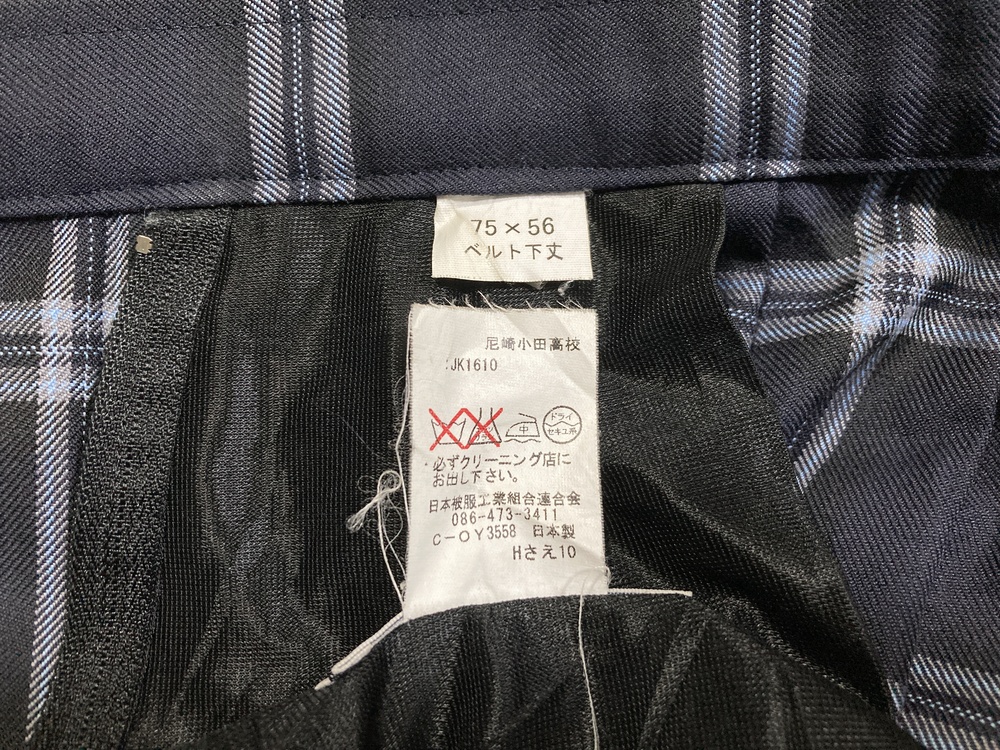 75×56
ベルト下丈
尼崎小田高校
:JK1610
中
ドライ
セキユ系
・必ずクリーニング店に
お出し下さい。
日本被服工業組合連合会
086-473-3411
C-OY3558 日本製
Hさえ10